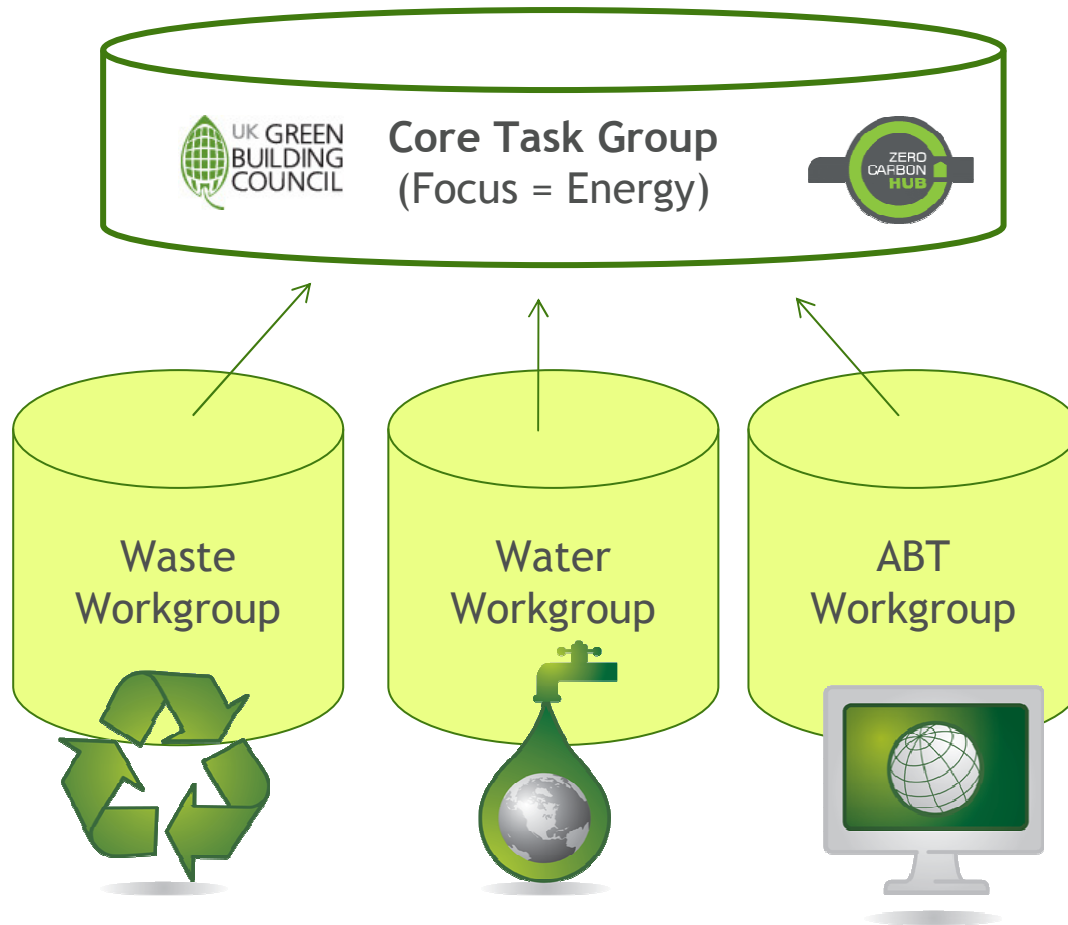 UK GREEN
BUILDING
COUNCIL
Core Task Group
(Focus = Energy)
ZERO
CARBON
HUB
Waste
Workgroup
Water
Workgroup
ABT
Workgroup